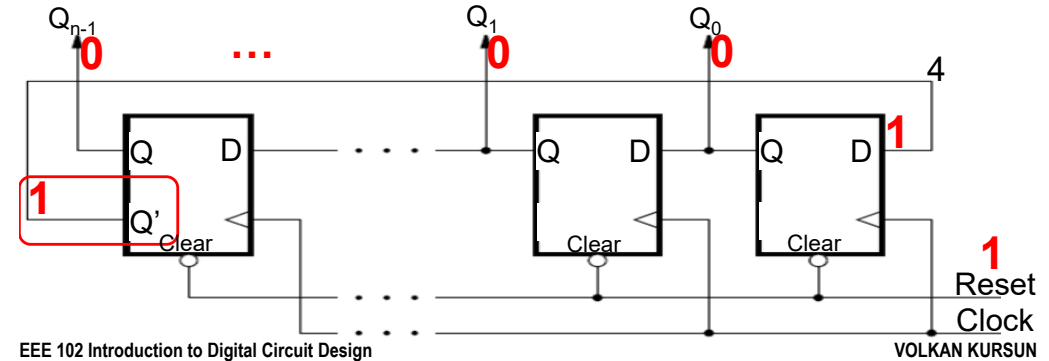 Qn-1 Q1 Q0
0 ... 0 0
4
Q D Q D Q D 1
1
Q'
Clear Clear Clear
1
Reset
Clock
EEE 102 Introduction to Digital Circuit Design VOLKAN KURSUN